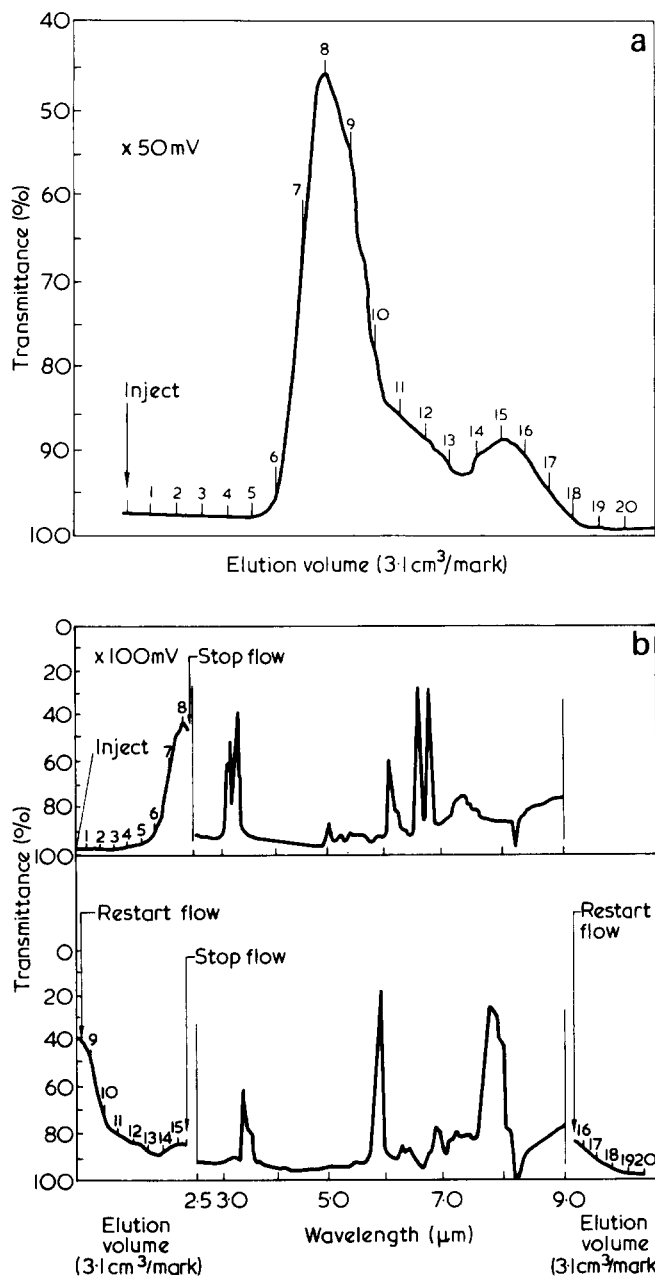 a
40
50
60
70
80
90
100
Transmittance (%)
x 50 mV
Inject
1 2 3 4 5 6 7 8 9 10 11 12 13 14 15 16 17 18 19 20
Elution volume (3·1 cm³/mark)
b
0
20
40
60
80
100
x 100mV
Stop flow
Inject
1 2 3 4 5 6 7 8
Transmittance (%)
Restart flow
Stop flow
Restart
flow
0
20
40
60
80
100
9 10 11 12 13 14 15
16 17 18 19 20
2·5 3·0 5·0 7·0 9·0
Elution
volume
(3·1cm³/mark)
Wavelength (µm)
Elution
volume
(3·1cm³/mark)